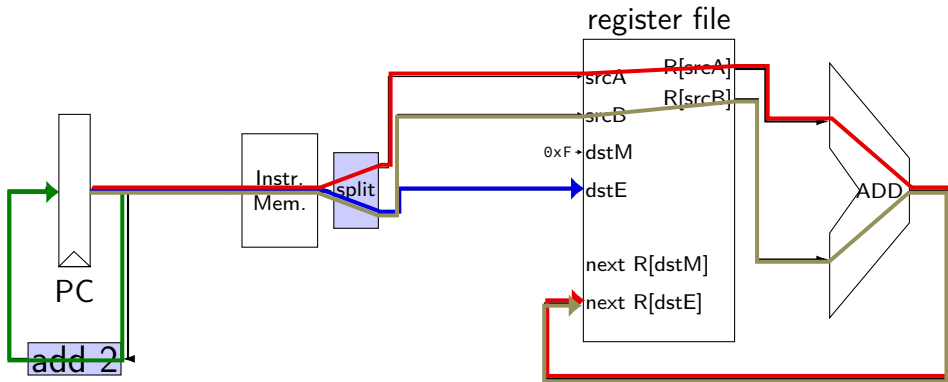 register file
srcA
R[srcA]
srcB
R[srcB]
0xF
dstM
dstE
next R[dstM]
next R[dstE]
Instr.
Mem.
split
PC
add 2
ADD